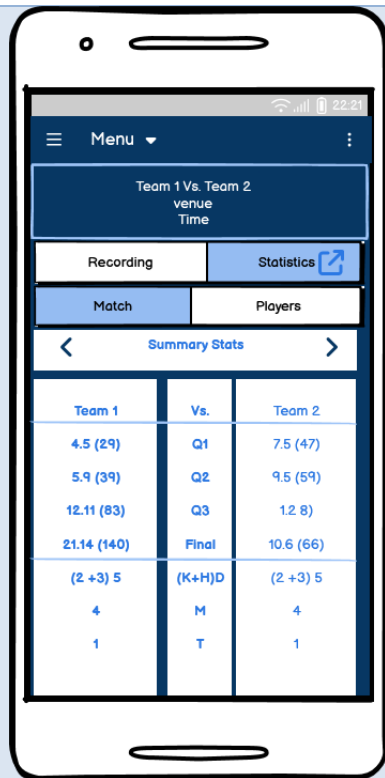 22:21
Menu
Team 1 Vs. Team 2
venue
Time
Recording Statistics
Match Players
Summary Stats
Team 1 Vs. Team 2
4.5 (29) Q1 7.5 (47)
5.9 (39) Q2 9.5 (59)
12.11 (83) Q3 1.2 8)
21.14 (140) Final 10.6 (66)
(2 +3) 5 (K+H)D (2 +3) 5
4 M 4
1 T 1